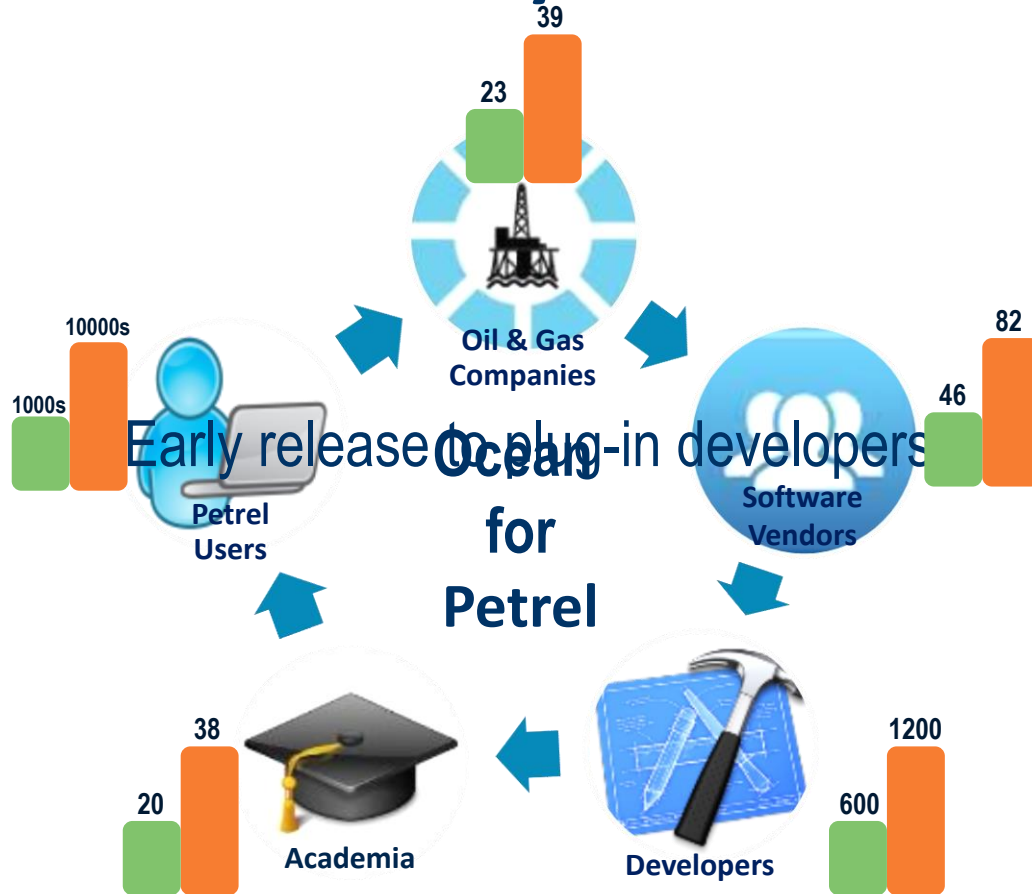 39
23
Oil & Gas
Companies
10000s
1000s
82
46
Early release to plug-in developers
Ocean
for
Petrel
Petrel
Users
Software
Vendors
38
20
Academia
1200
600
Developers